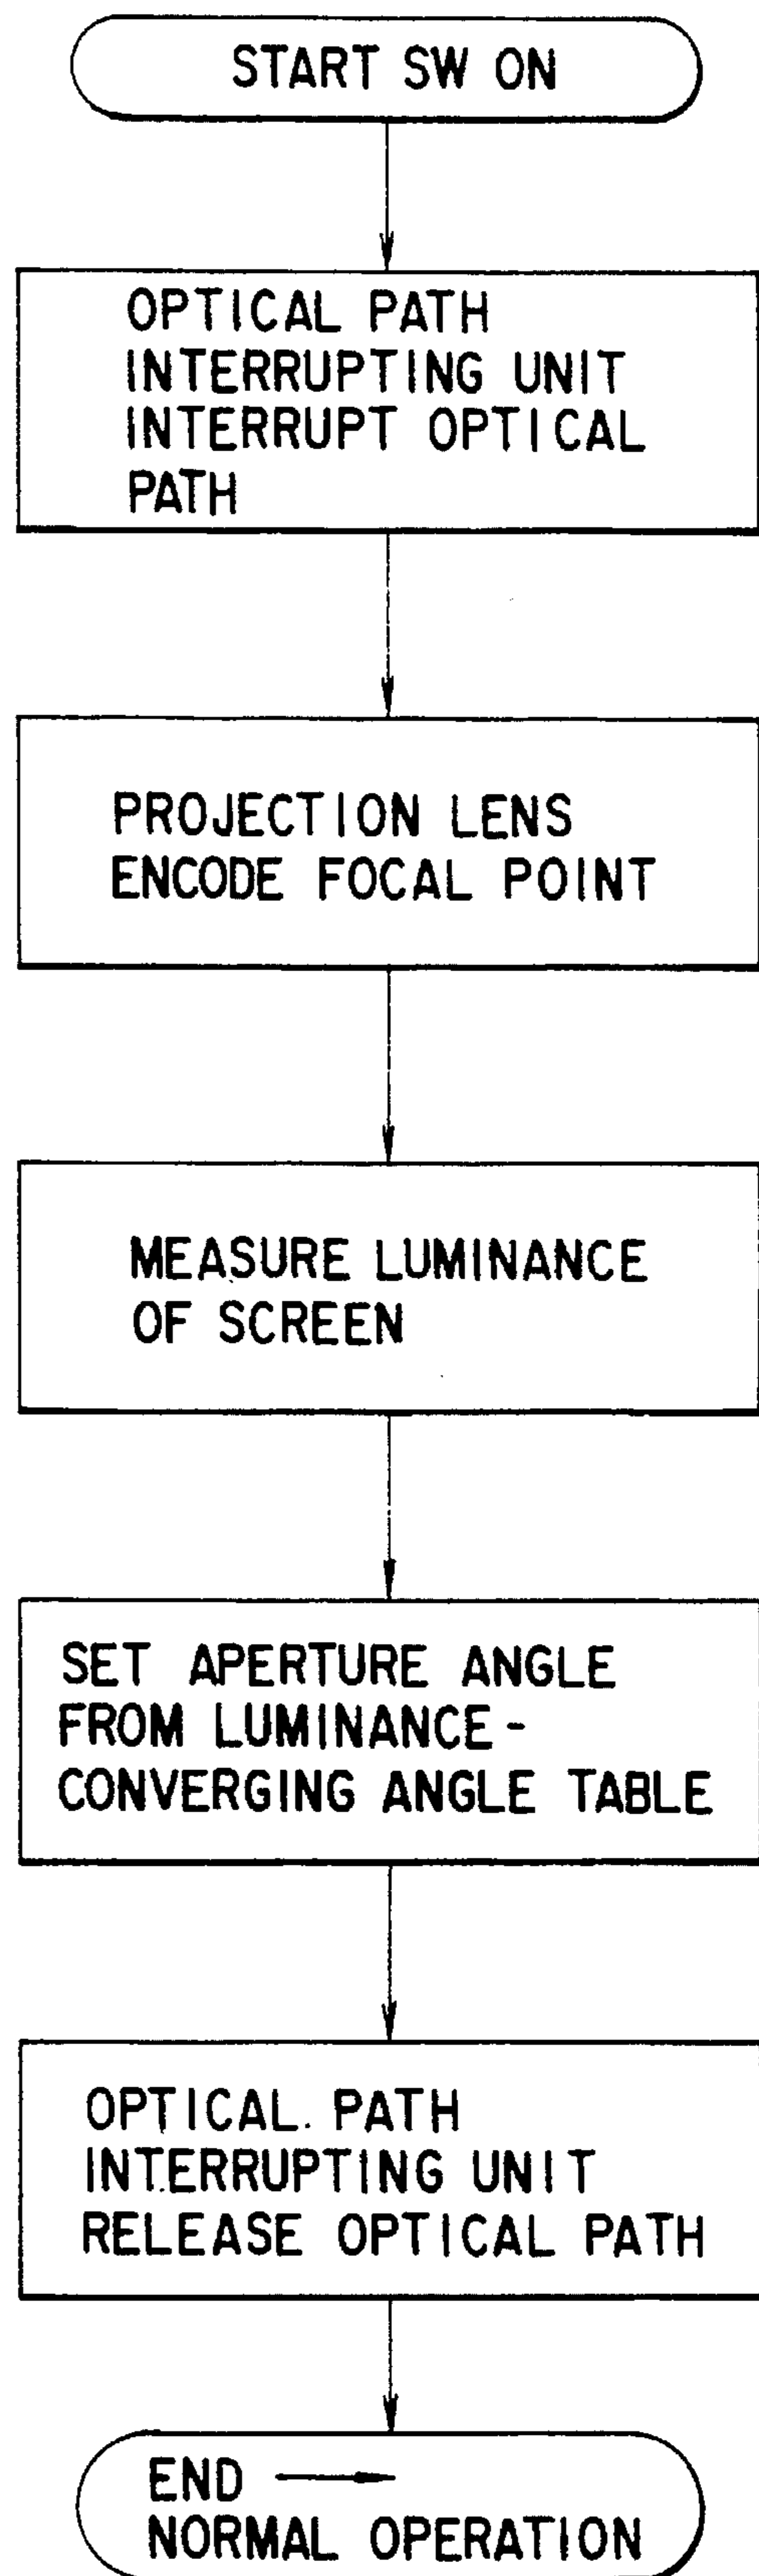 START SW ON
OPTICAL PATH
INTERRUPTING UNIT
INTERRUPT OPTICAL
PATH
PROJECTION LENS
ENCODE FOCAL POINT
MEASURE LUMINANCE
OF SCREEN
SET APERTURE ANGLE
FROM LUMINANCE-
CONVERGING ANGLE TABLE
OPTICAL PATH
INTERRUPTING UNIT
RELEASE OPTICAL PATH
END →
NORMAL OPERATION